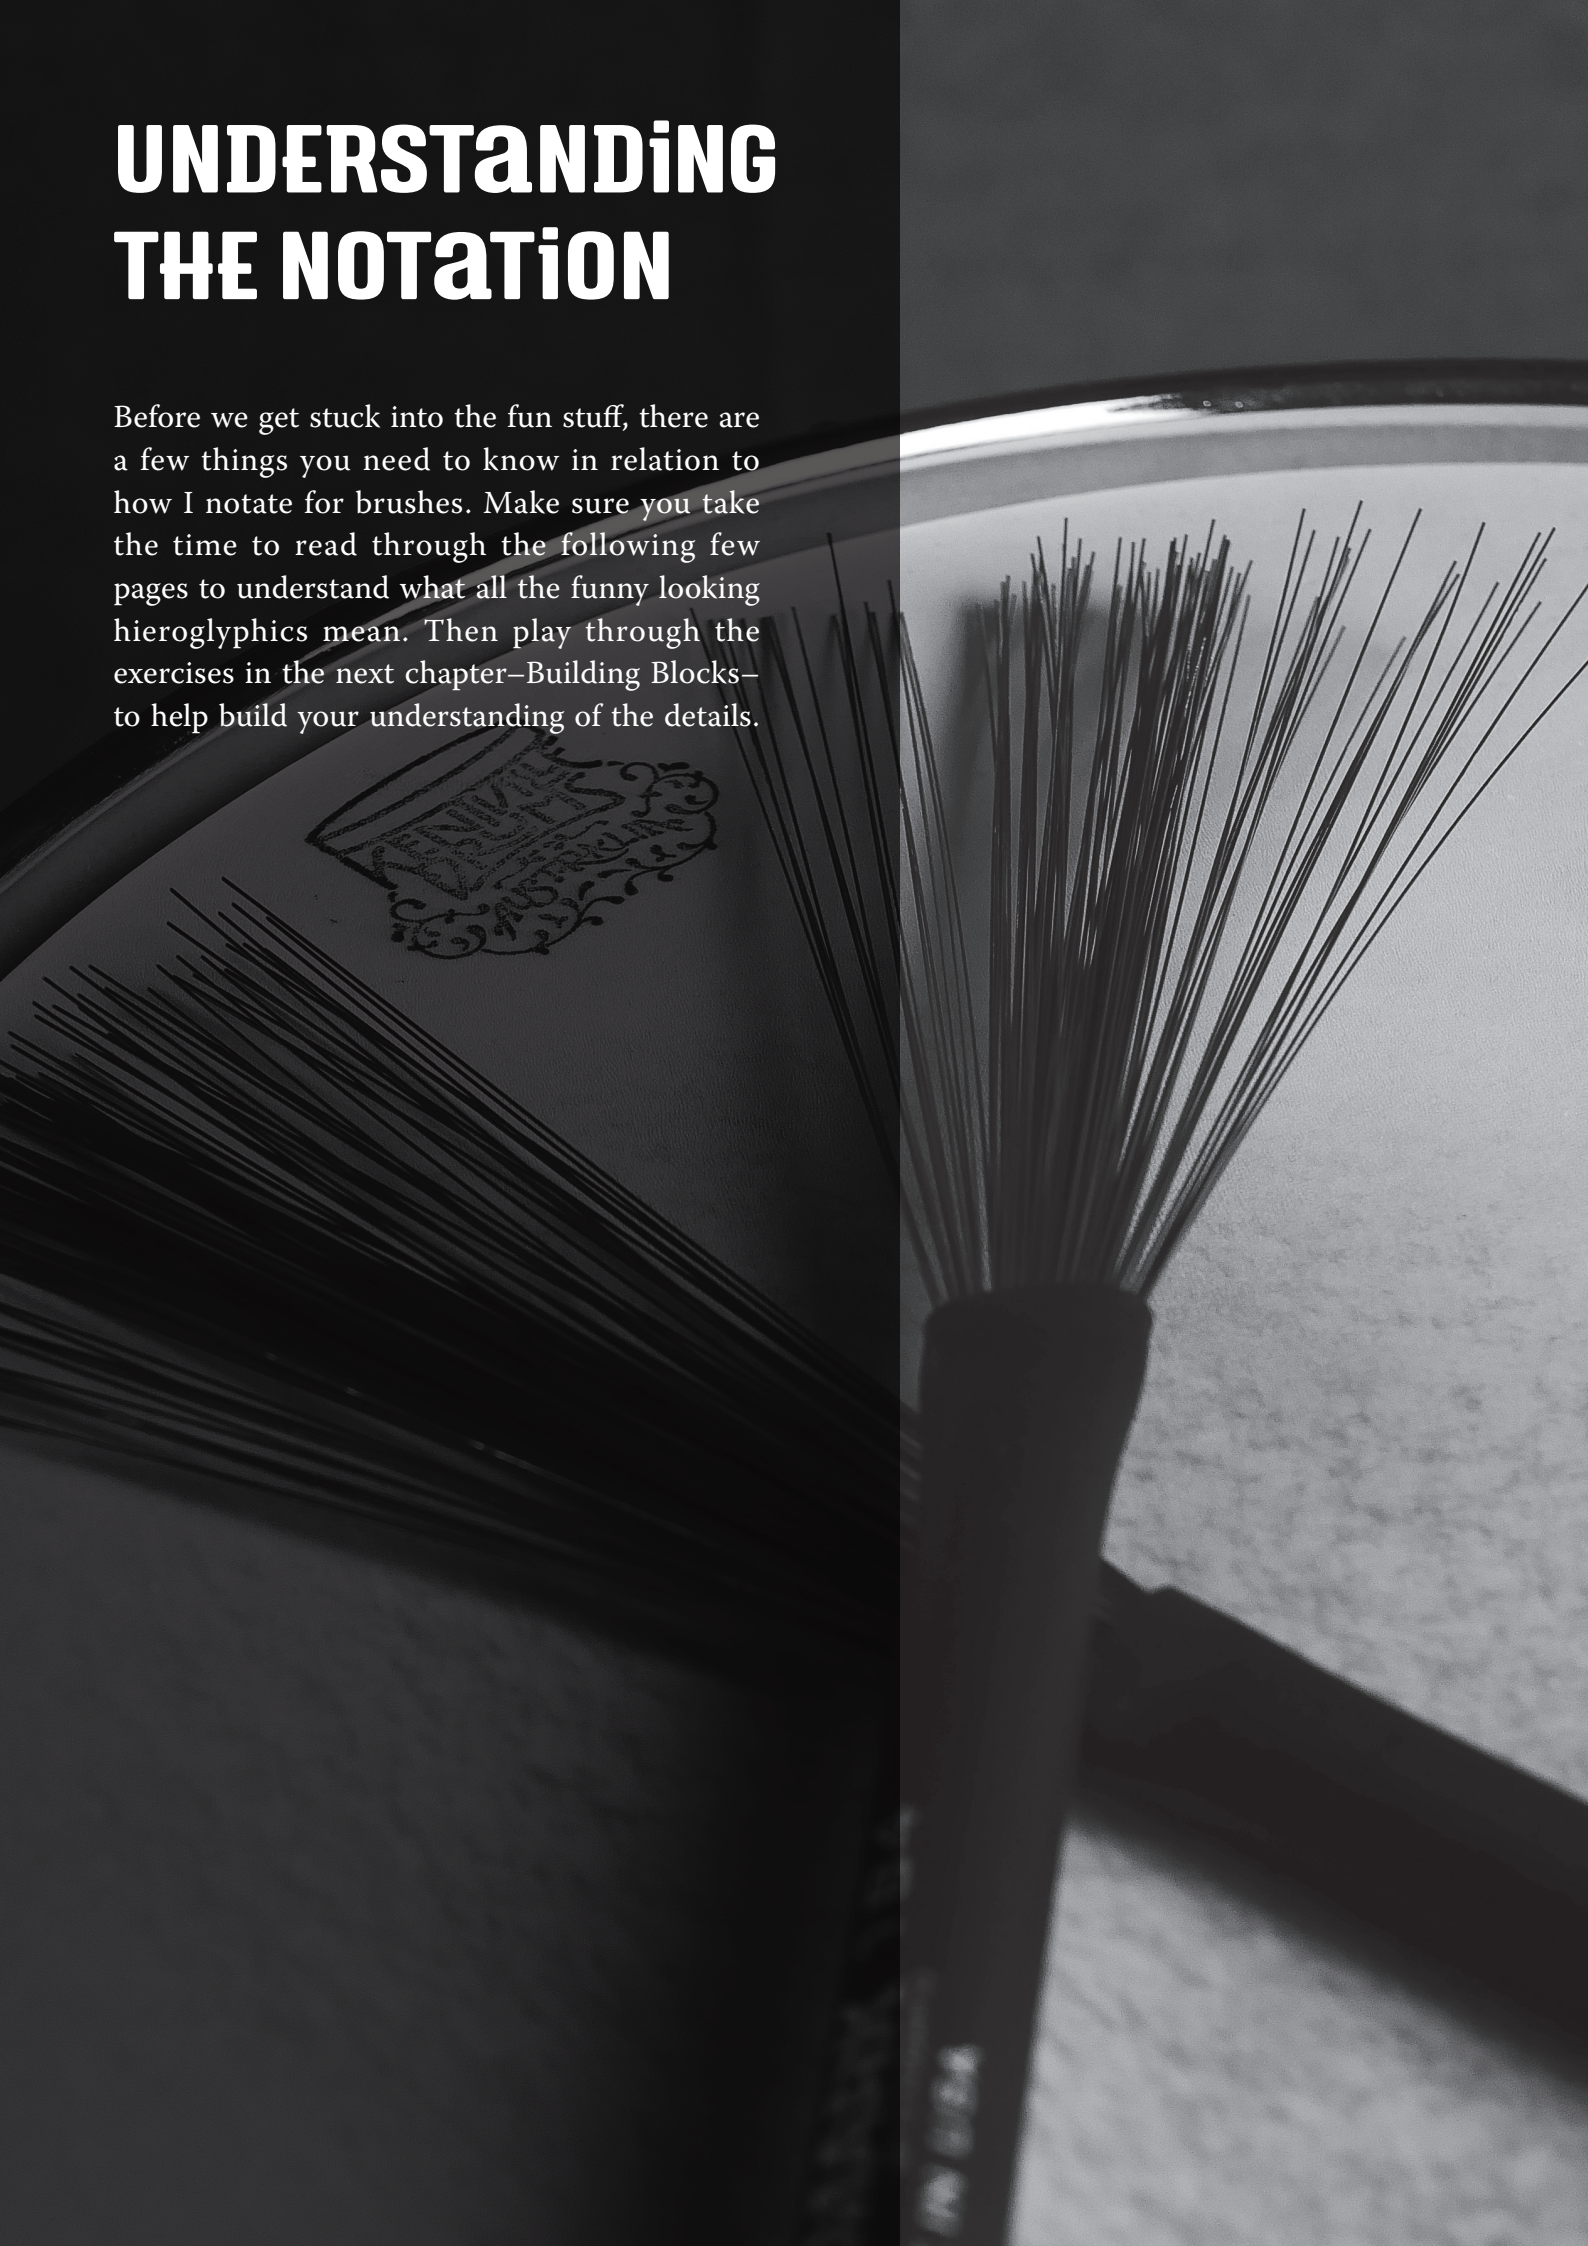 UNDERSTaNDiNG
THE NOTaTiON
Before we get stuck into the fun stuff, there are
a few things you need to know in relation to
how I notate for brushes. Make sure you take
the time to read through the following few
pages to understand what all the funny looking
hieroglyphics mean. Then play through the
exercises in the next chapter–Building Blocks–
to help build your understanding of the details.
IN USA